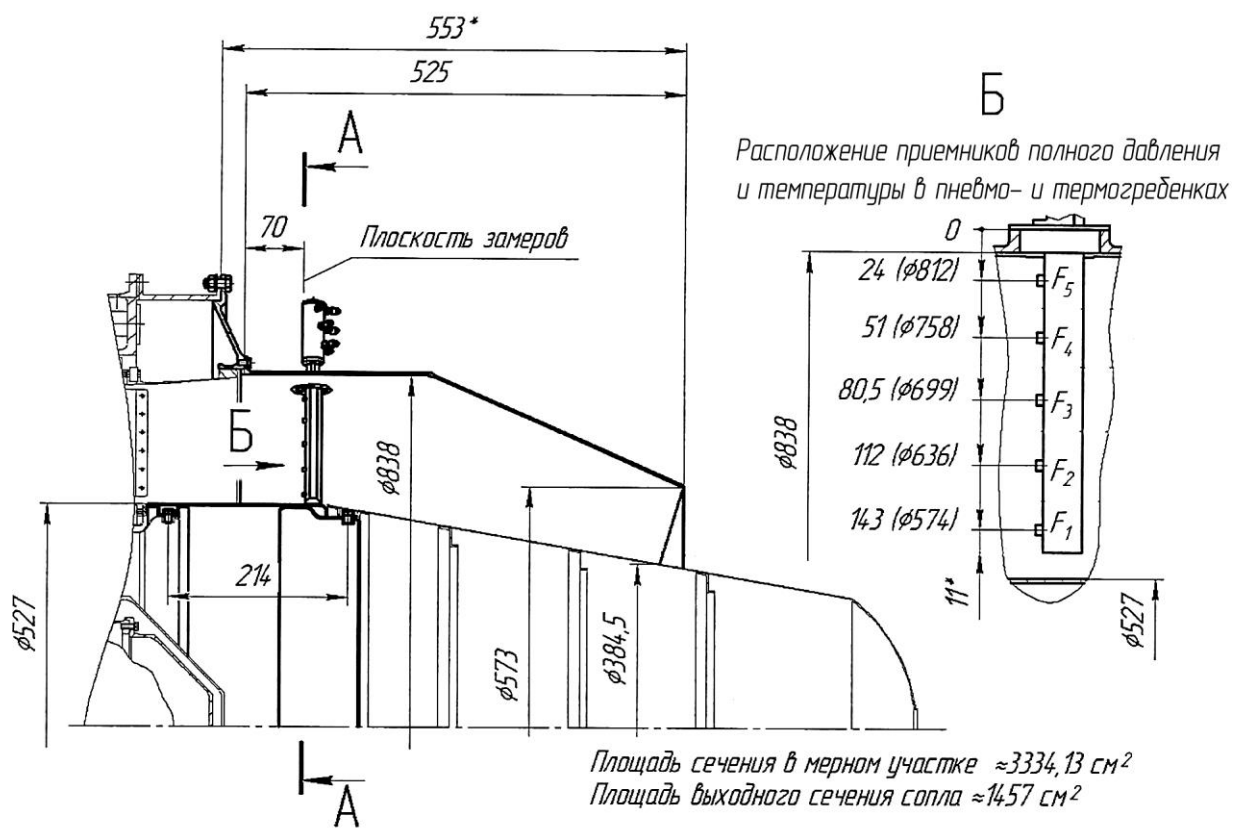 553*
525
А
70
Плоскость замеров
Б
Расположение приемников полного давления
и температуры в пневмо- и термогребенках
0
24 (ϕ812)
F5
51 (ϕ758)
F4
80,5 (ϕ699)
F3
112 (ϕ636)
F2
143 (ϕ574)
F1
11*
ϕ838
ϕ527
Б
ϕ838
214
ϕ527
ϕ573
ϕ384,5
А
Площадь сечения в мерном участке ≈3334,13 см²
Площадь выходного сечения сопла ≈1457 см²